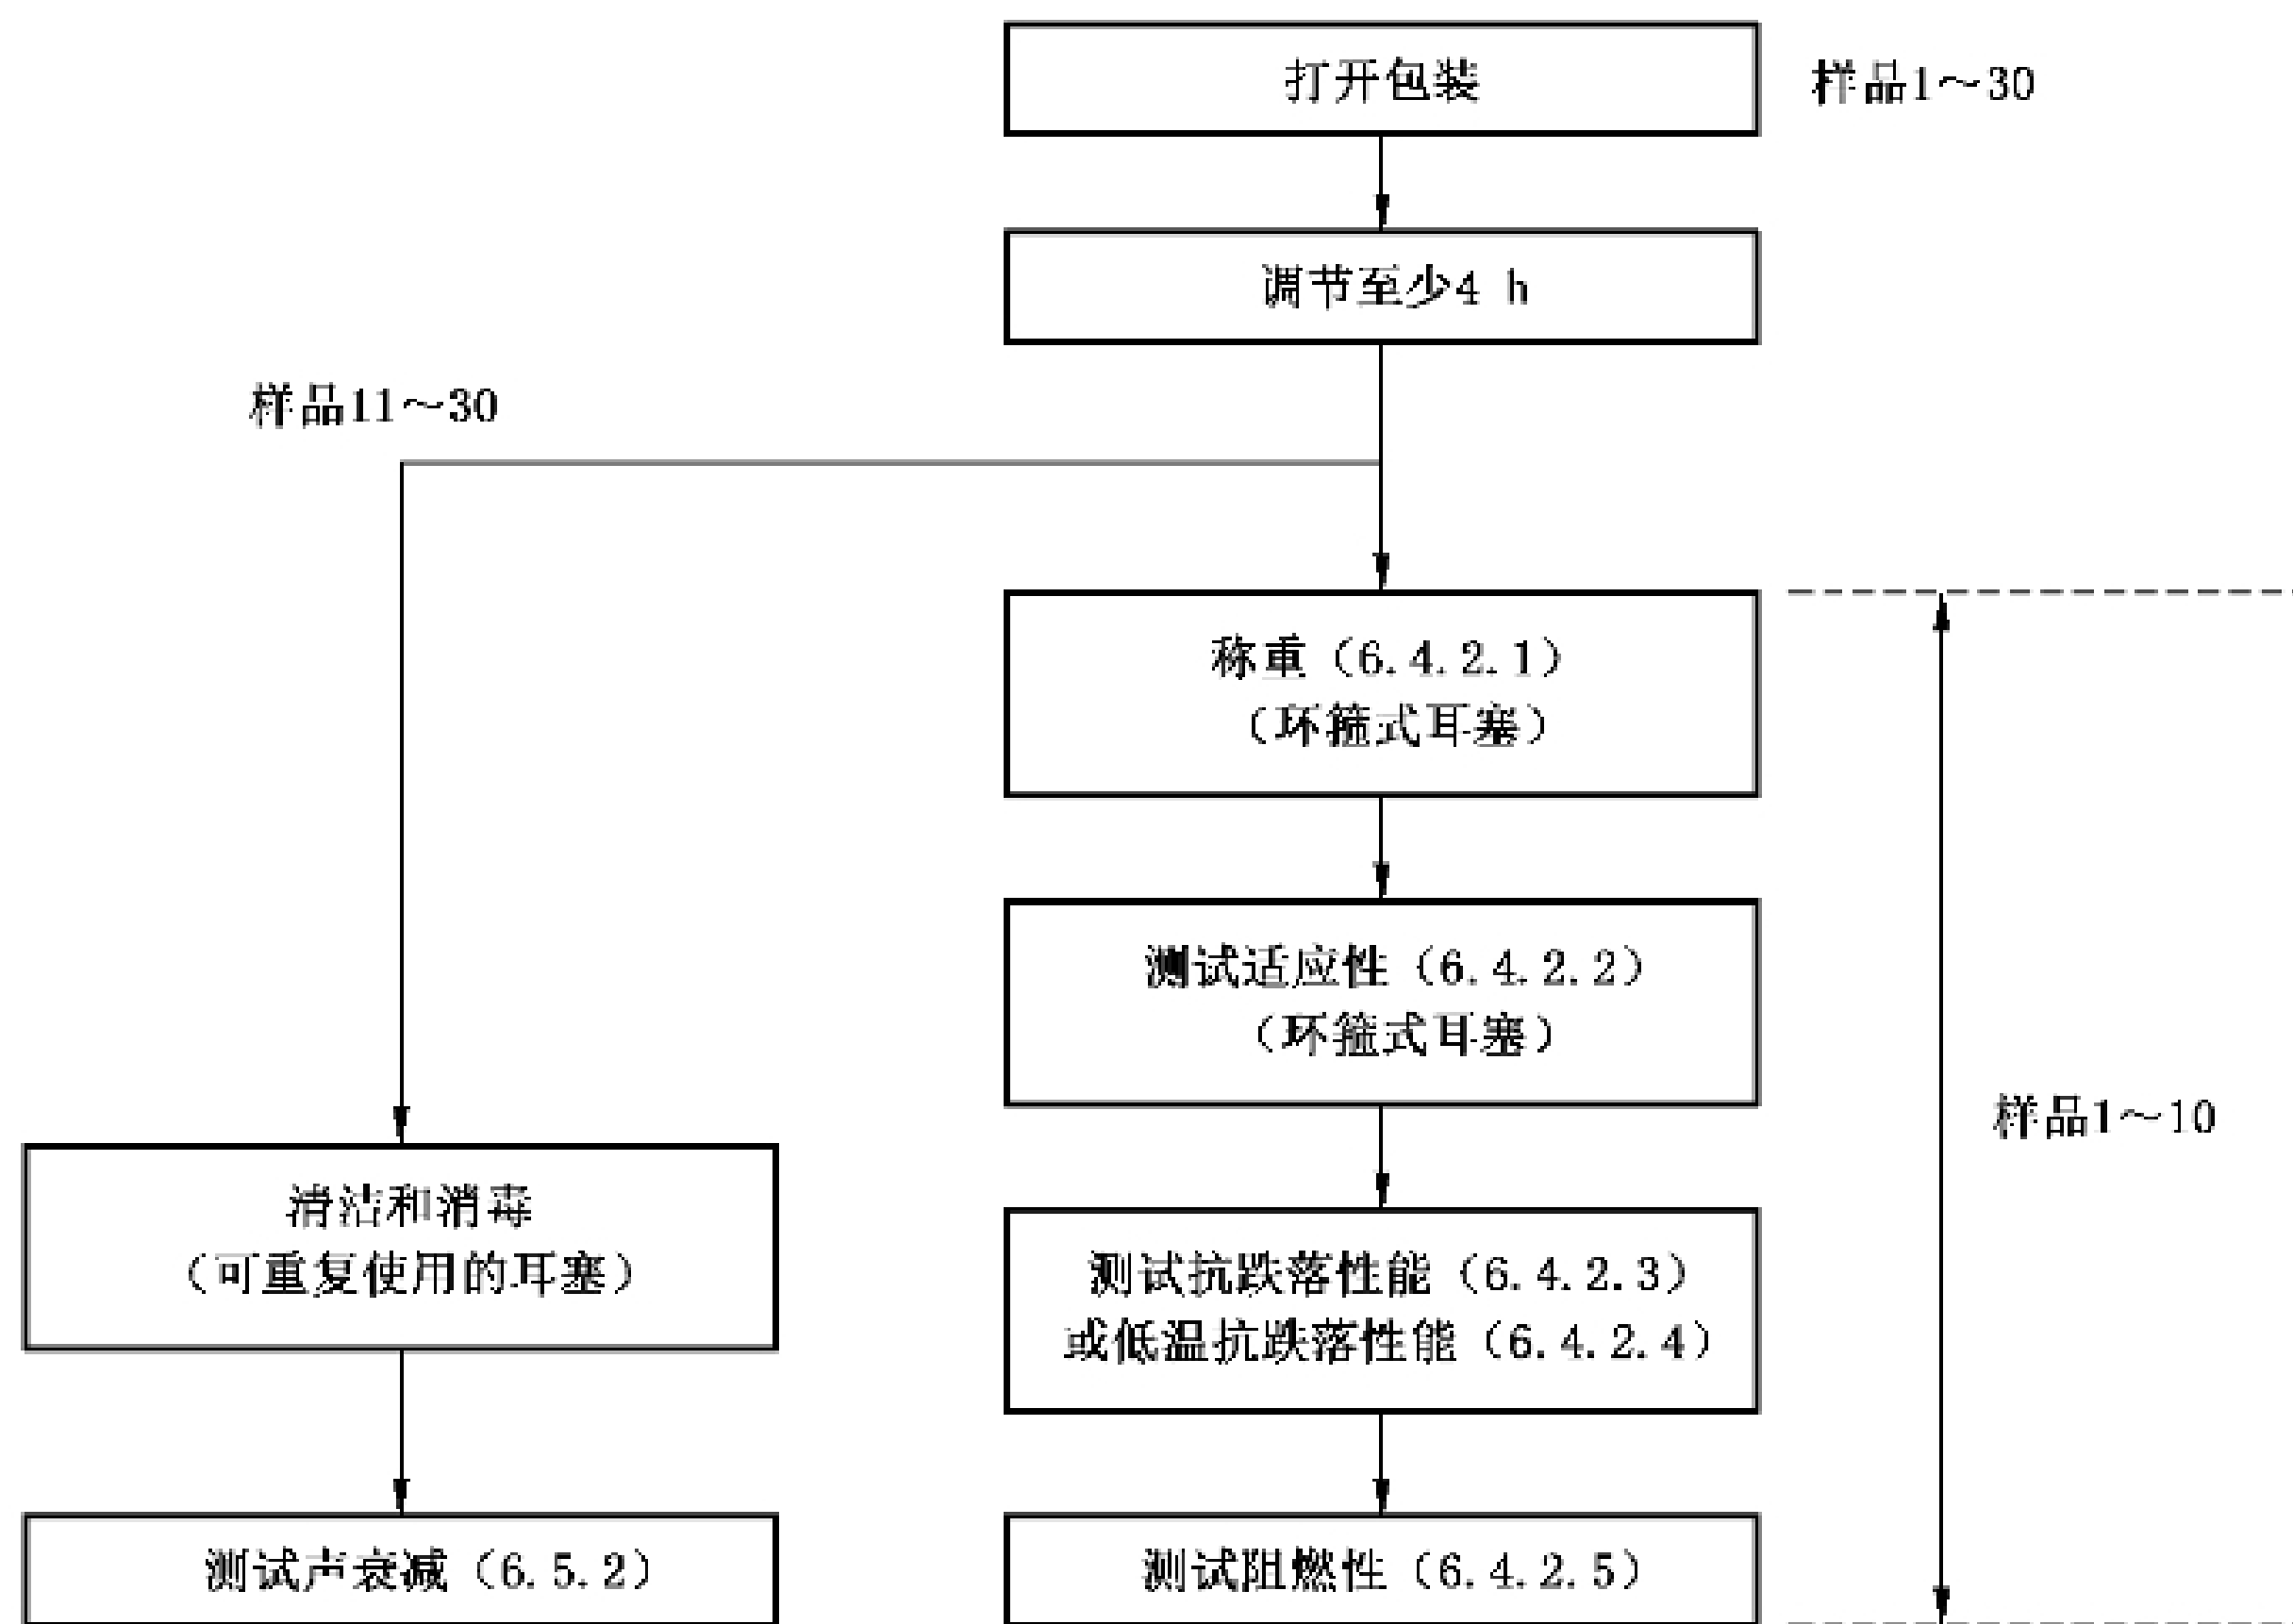 打开包装
样品1～30
调节至少4 h
样品11～30
称重（6.4.2.1）
（环箍式耳塞）
测试适应性（6.4.2.2）
（环箍式耳塞）
样品1～10
清洁和消毒
（可重复使用的耳塞）
测试抗跌落性能（6.4.2.3）
或低温抗跌落性能（6.4.2.4）
测试声衰减（6.5.2）
测试阻燃性（6.4.2.5）